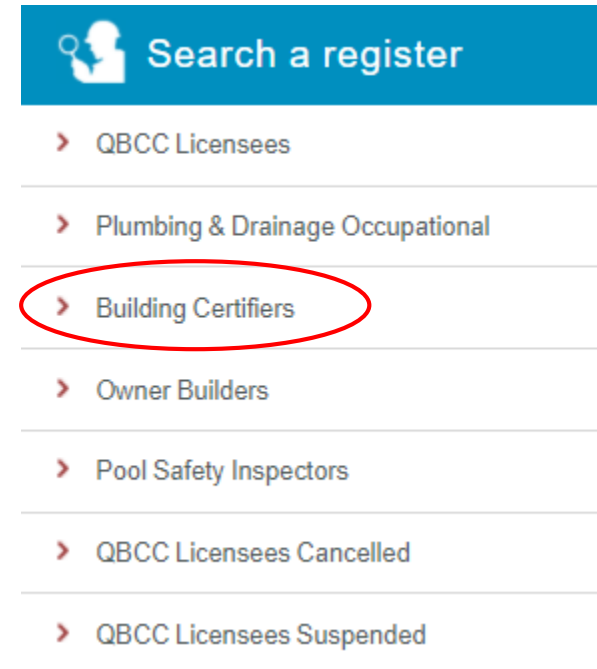 Search a register
QBCC Licensees
Plumbing & Drainage Occupational
Building Certifiers
Owner Builders
Pool Safety Inspectors
QBCC Licensees Cancelled
QBCC Licensees Suspended